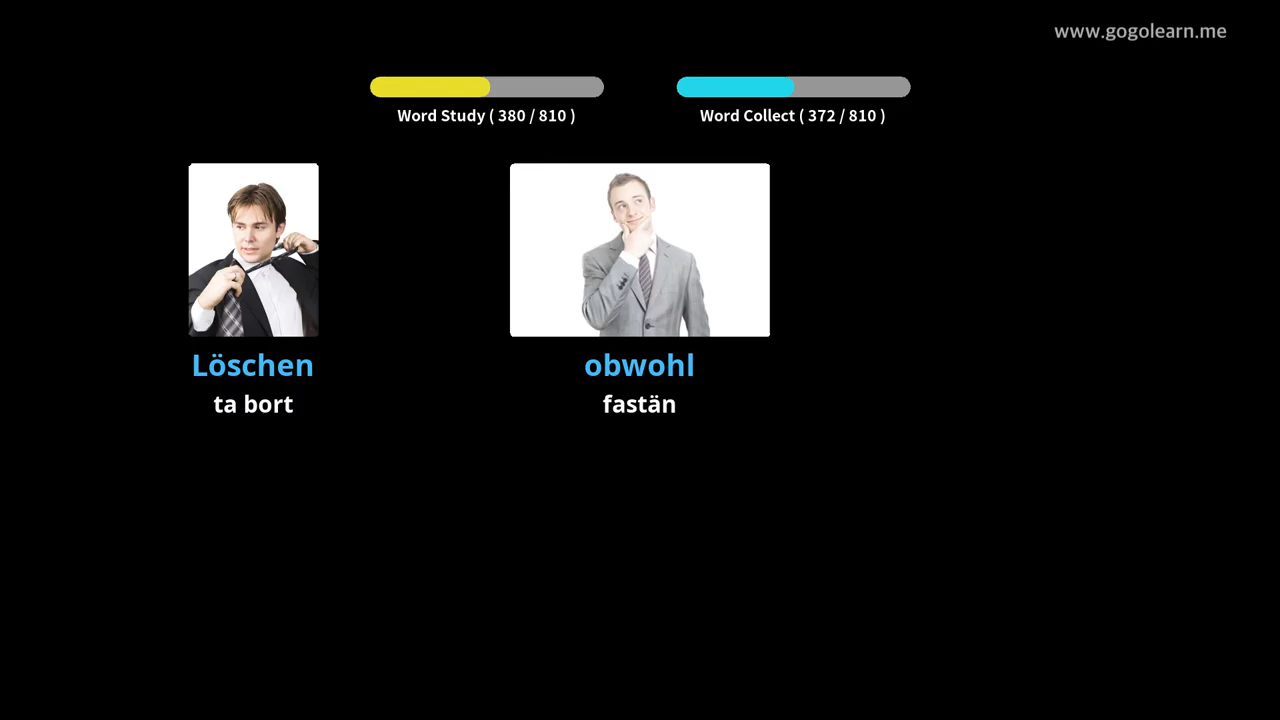 www.gogolearn.me
Word Study ( 380 / 810 )
Word Collect ( 372 / 810 )
Löschen
ta bort
obwohl
fastän